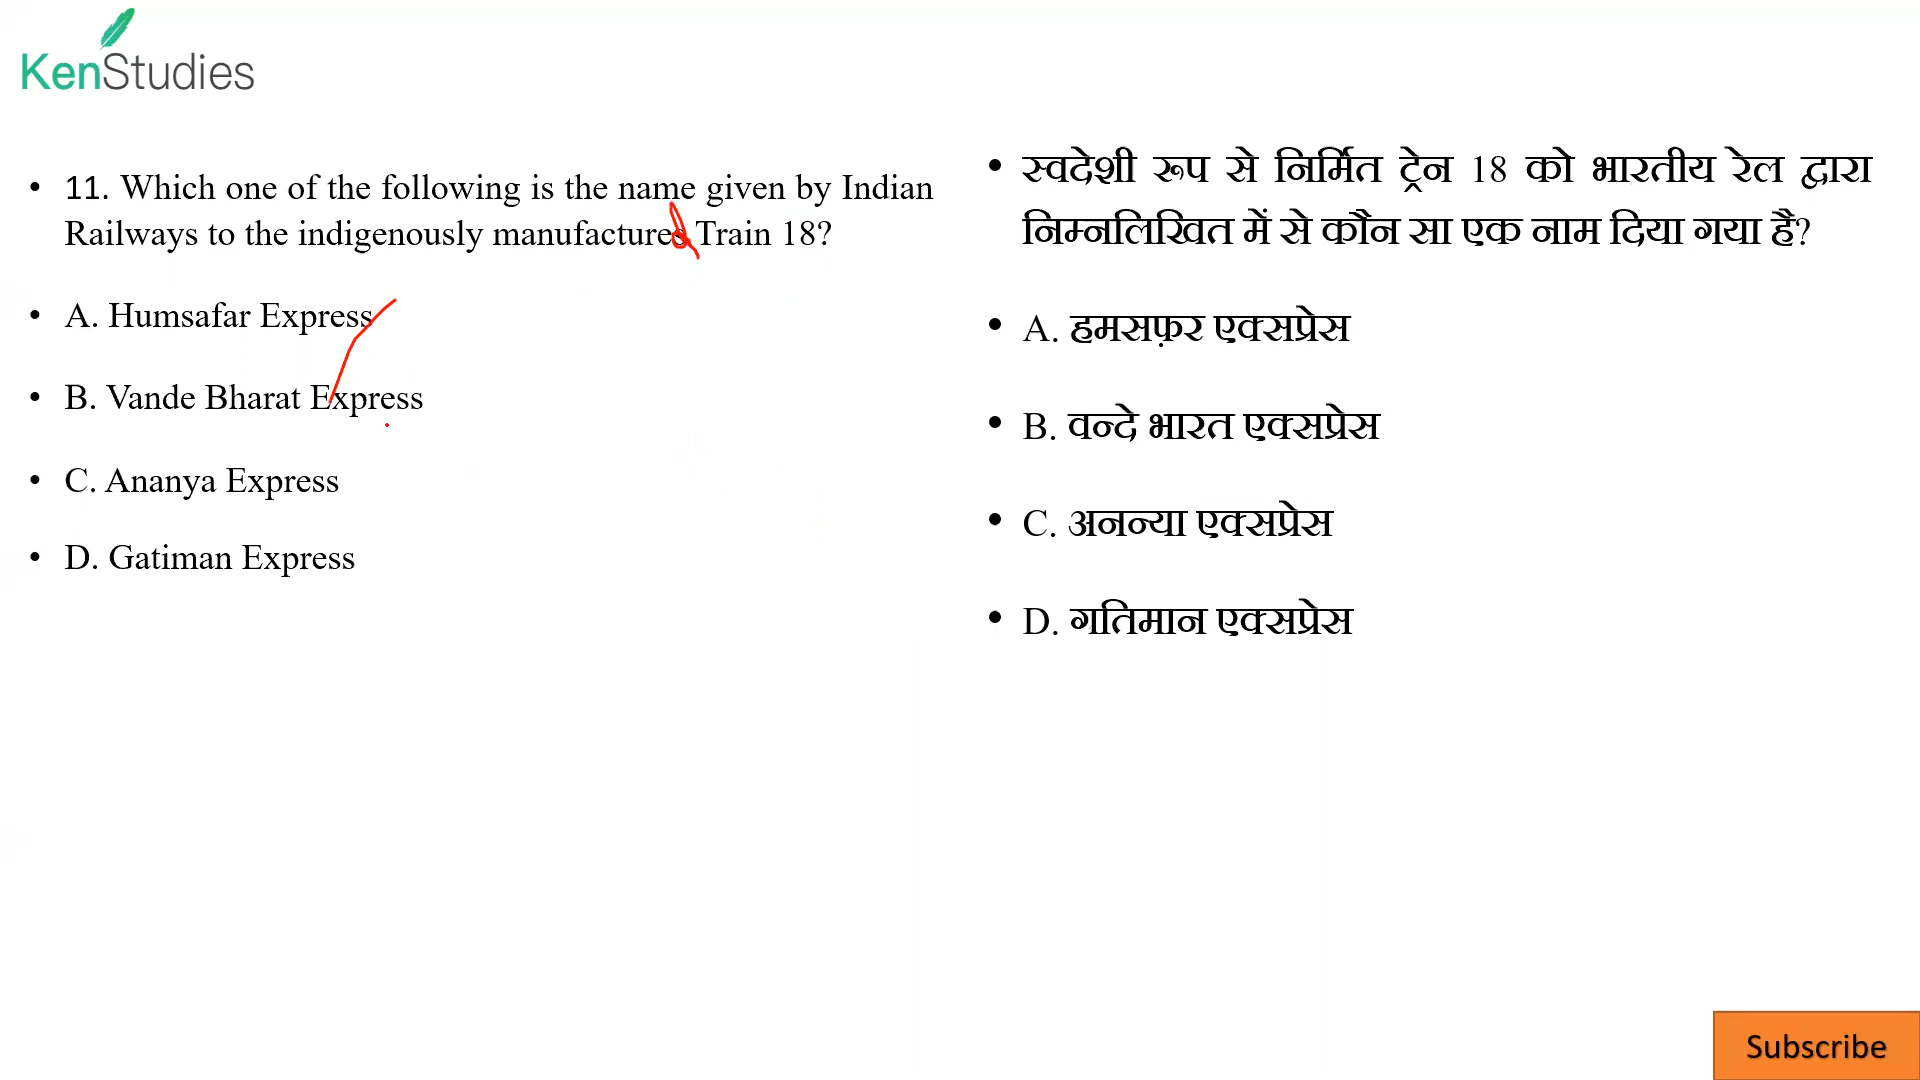 KenStudies
• 11. Which one of the following is the name given by Indian
Railways to the indigenously manufactures Train 18?
• A. Humsafar Express
• B. Vande Bharat Express
• C. Ananya Express
• D. Gatiman Express
• स्वदेशी रूप से निर्मित ट्रेन 18 को भारतीय रेल द्वारा
निम्नलिखित में से कौन सा एक नाम दिया गया है?
• A. हमसफ़र एक्सप्रेस
• B. वन्दे भारत एक्सप्रेस
• C. अनन्या एक्सप्रेस
• D. गतिमान एक्सप्रेस
Subscribe